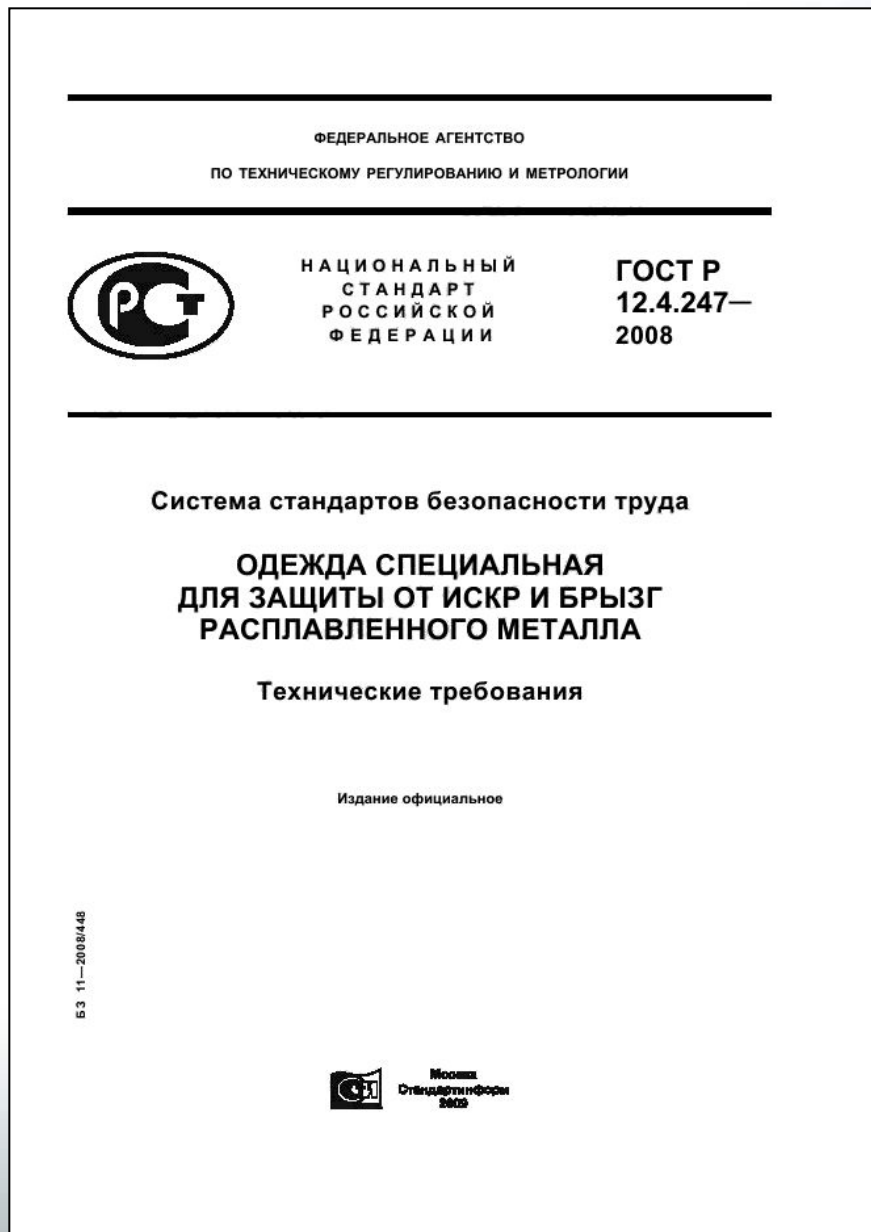 ФЕДЕРАЛЬНОЕ АГЕНТСТВО
ПО ТЕХНИЧЕСКОМУ РЕГУЛИРОВАНИЮ И МЕТРОЛОГИИ
РСТ
НАЦИОНАЛЬНЫЙ
СТАНДАРТ
РОССИЙСКОЙ
ФЕДЕРАЦИИ
ГОСТ Р
12.4.247—
2008
Система стандартов безопасности труда
ОДЕЖДА СПЕЦИАЛЬНАЯ
ДЛЯ ЗАЩИТЫ ОТ ИСКР И БРЫЗГ
РАСПЛАВЛЕННОГО МЕТАЛЛА
Технические требования
Издание официальное
БЗ 11—2008/448
Москва
Стандартинформ
2009